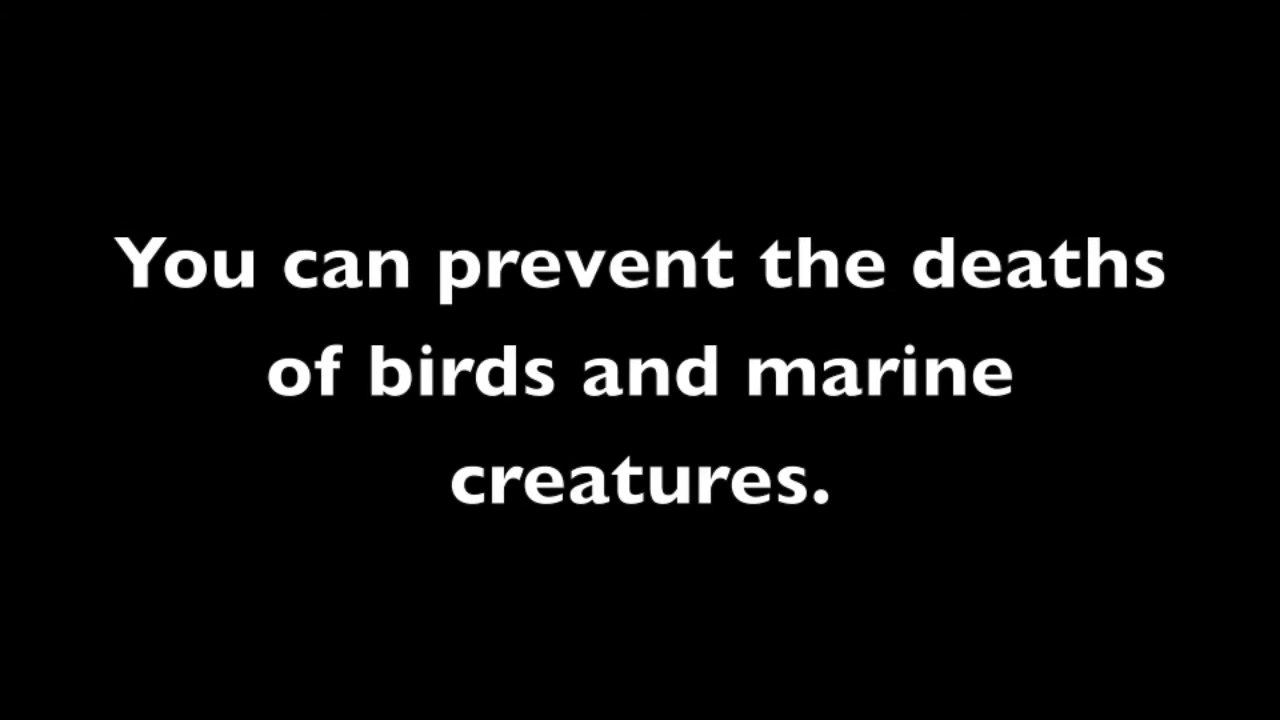 You can prevent the deaths
of birds and marine
creatures.